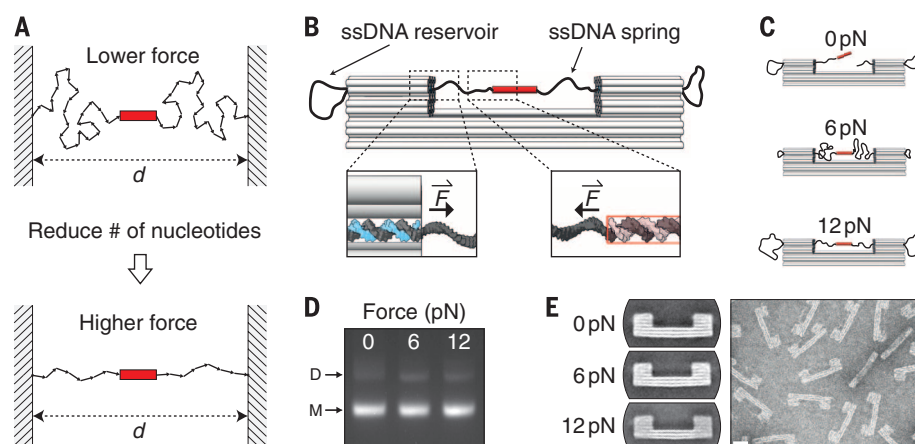 A
Lower force
d
Reduce # of nucleotides
Higher force
d
B
ssDNA reservoir
ssDNA spring
F
F
C
0 pN
6 pN
12 pN
D
Force (pN)
0 6 12
D
M
E
0 pN
6 pN
12 pN